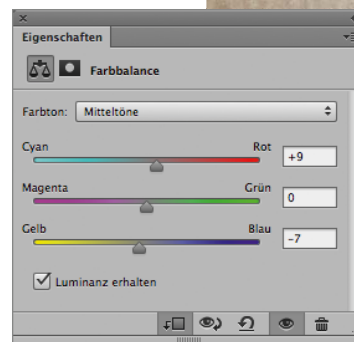 Eigenschaften
Farbbalance
Farbton: Mitteltöne
Cyan Rot +9
Magenta Grün 0
Gelb Blau -7
Luminanz erhalten